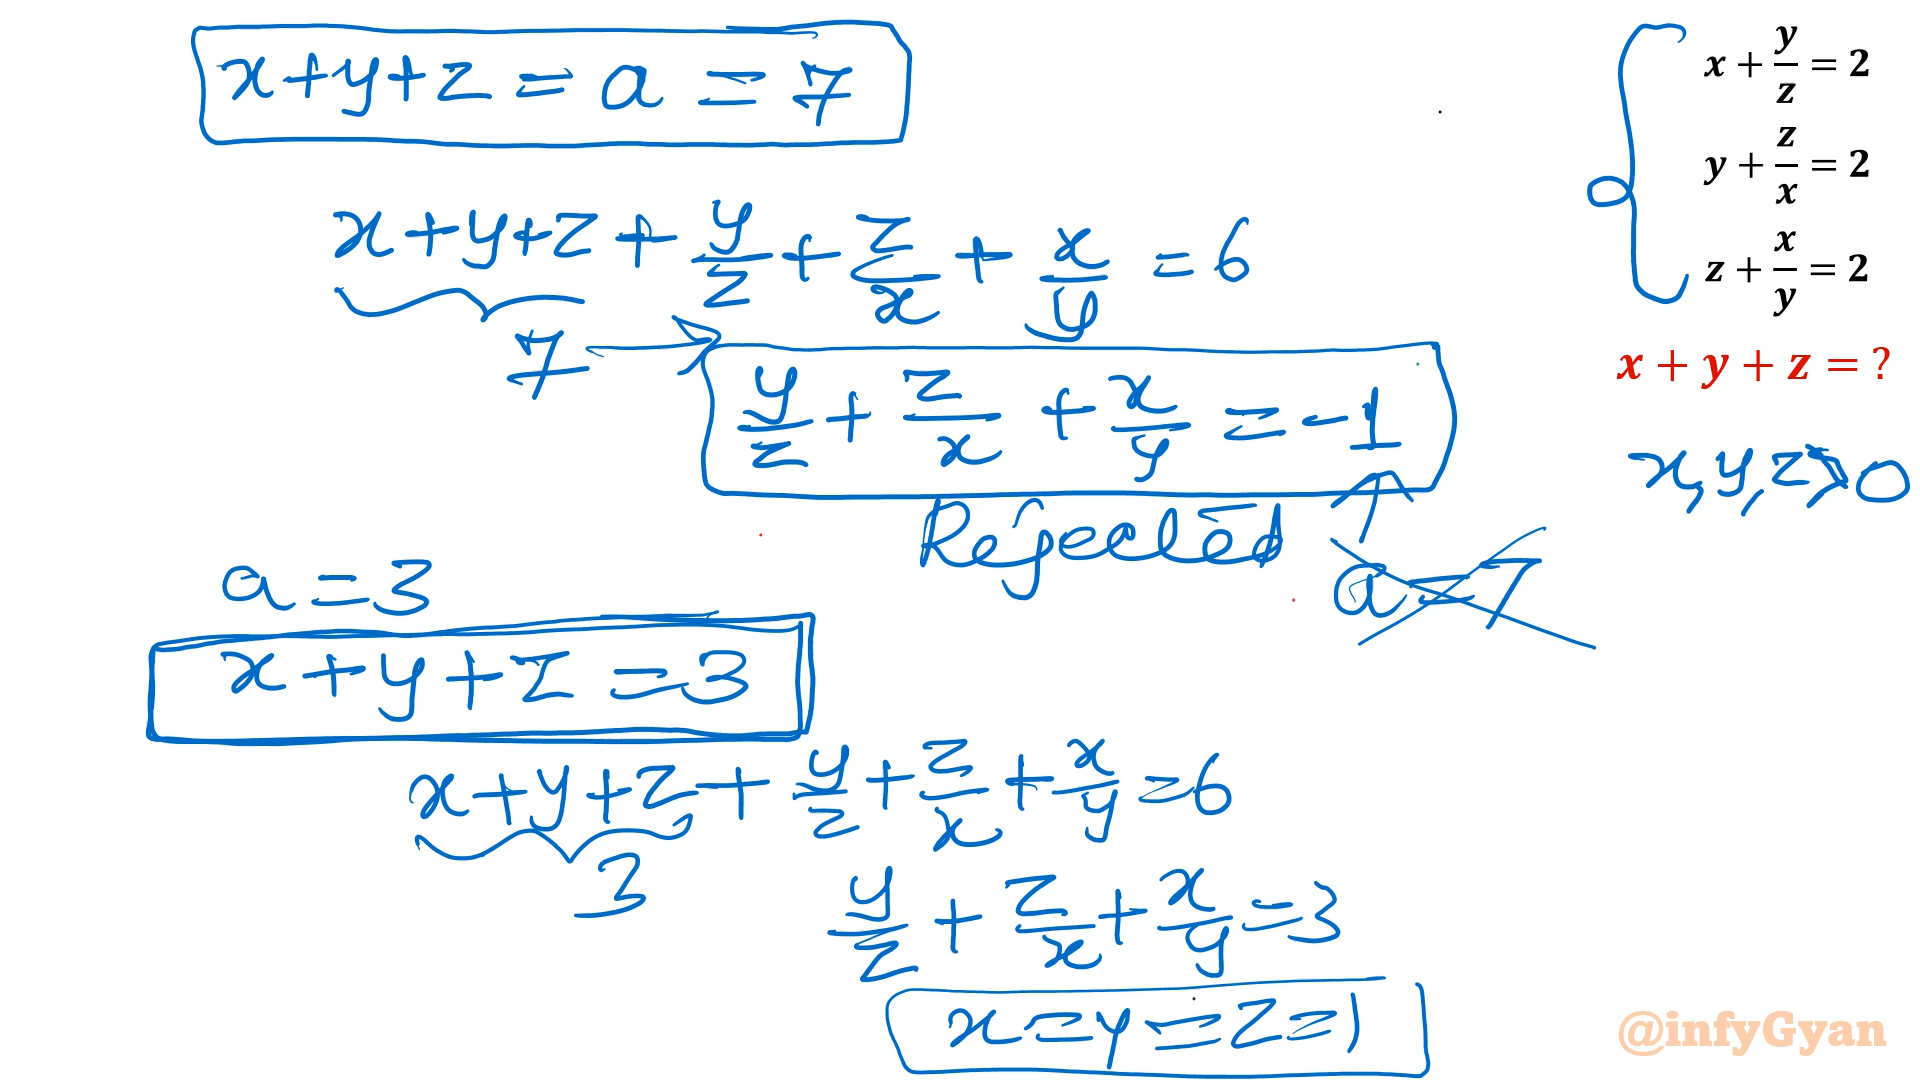 x+y+z = a = 7
x+y+z + y/z + z/x + x/y = 6
7 → y/z + z/x + x/y = -1
Rejected
a = 7
a = 3
x+y+z = 3
x+y+z + y/z + z/x + x/y = 6
3
y/z + z/x + x/y = 3
x = y = z = 1
x + y/z = 2
y + z/x = 2
z + x/y = 2
x + y + z = ?
x, y, z > 0
@infyGyan